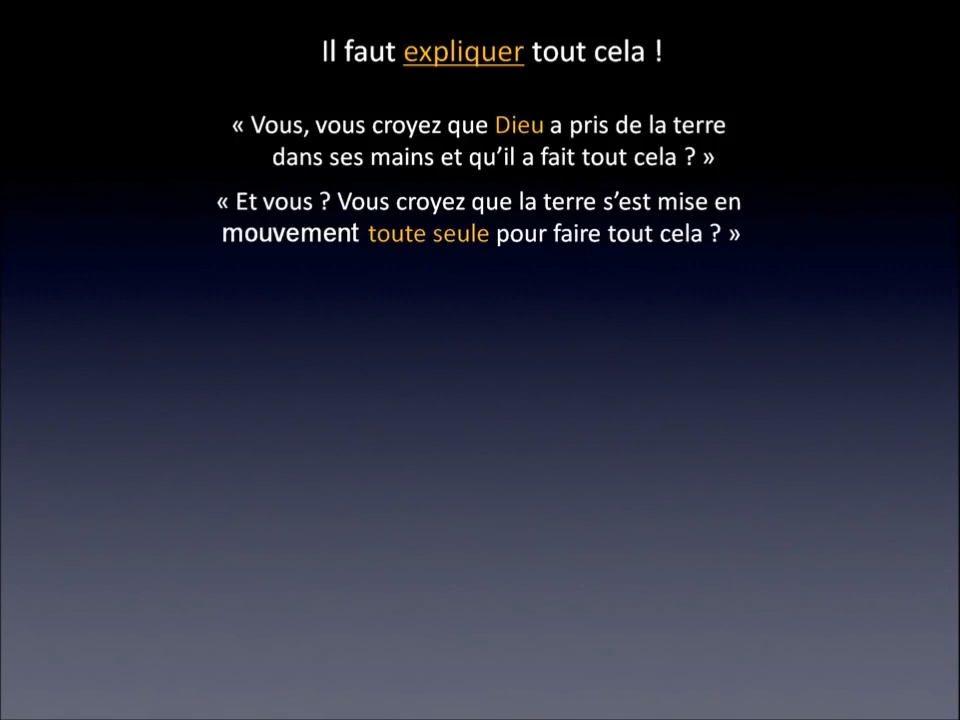 Il faut expliquer tout cela !
« Vous, vous croyez que Dieu a pris de la terre
dans ses mains et qu’il a fait tout cela ? »
« Et vous ? Vous croyez que la terre s’est mise en
mouvement toute seule pour faire tout cela ? »